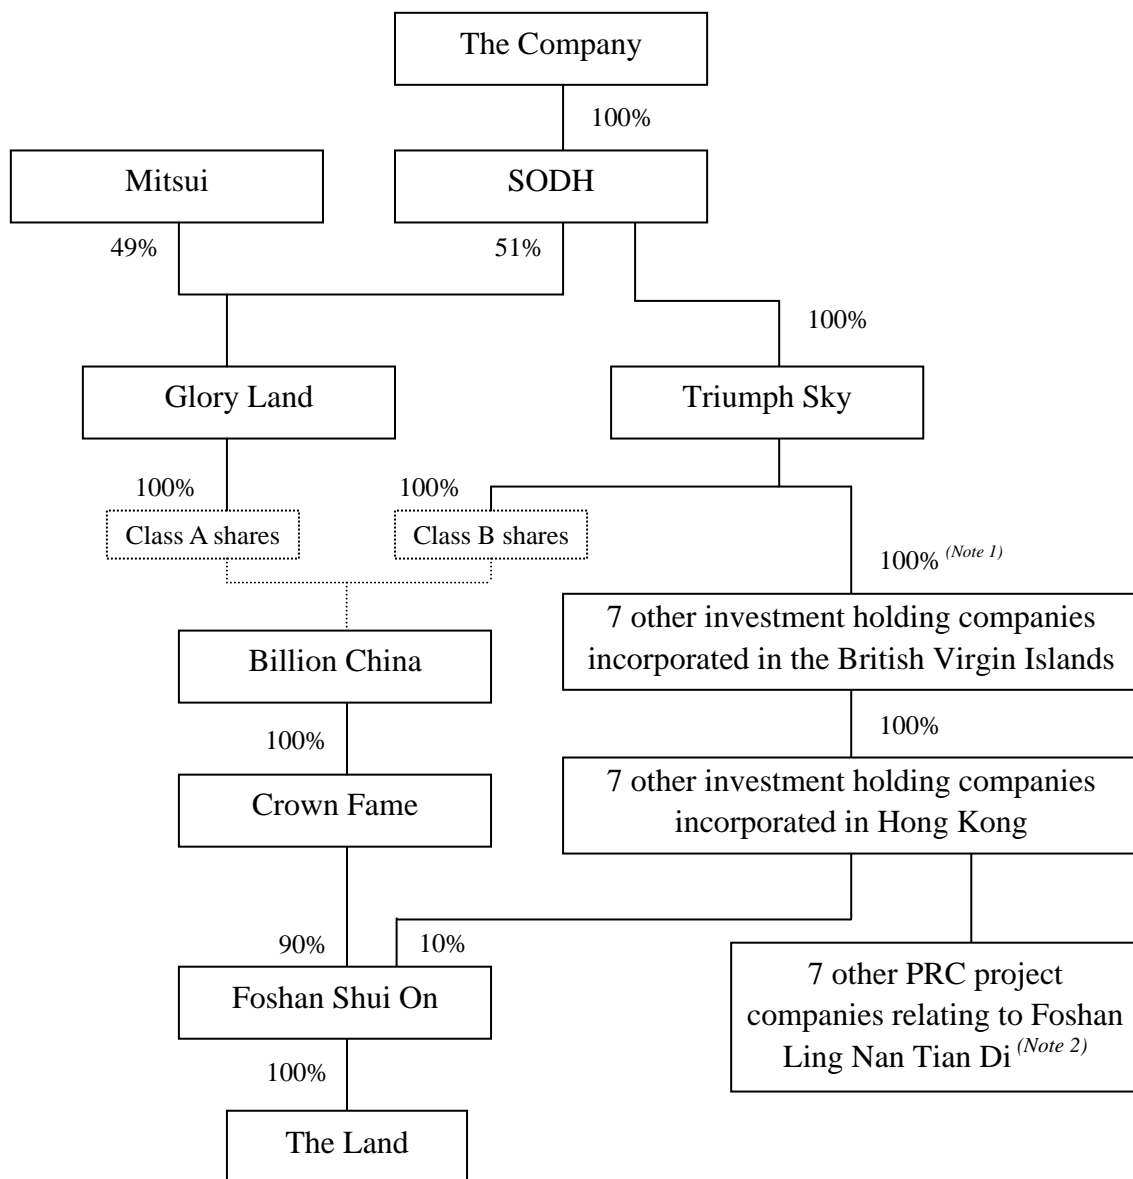 The Company
100%
Mitsui
SODH
49%
51%
100%
Glory Land
Triumph Sky
100%
100%
Class A shares
Class B shares
100% (Note 1)
7 other investment holding companies
incorporated in the British Virgin Islands
Billion China
100%
100%
7 other investment holding companies
incorporated in Hong Kong
Crown Fame
90%
10%
Foshan Shui On
7 other PRC project
companies relating to Foshan
Ling Nan Tian Di (Note 2)
100%
The Land